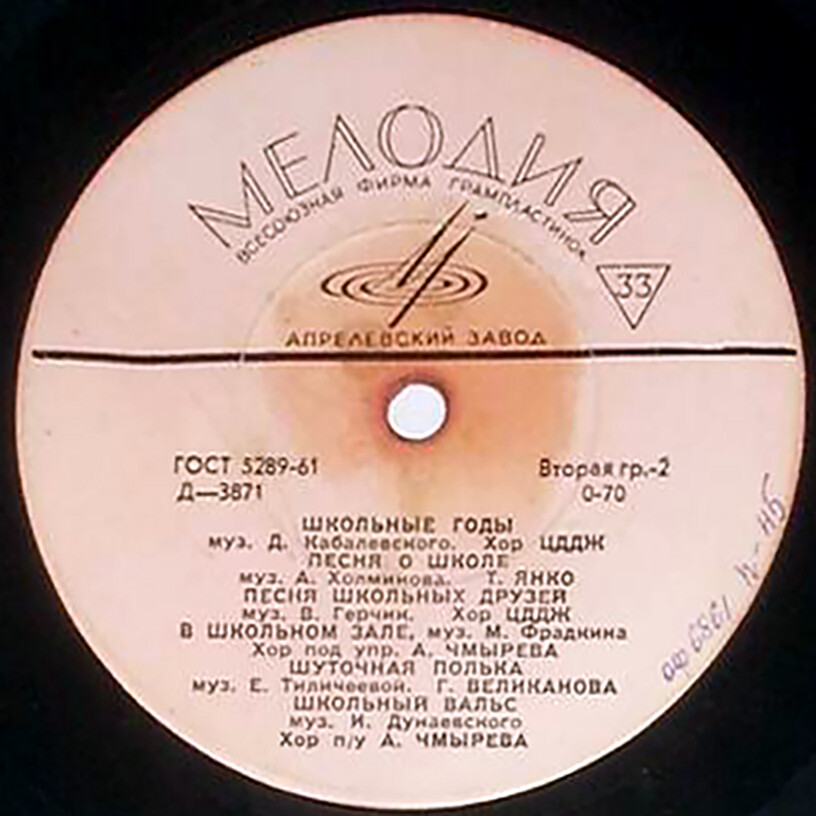 МЕЛОДИЯ
ВСЕСОЮЗНАЯ ФИРМА ГРАМПЛАСТИНОК
33
АПРЕЛЕВСКИЙ ЗАВОД
ГОСТ 5289-61
Вторая гр.-2
Д—3871
0-70
ШКОЛЬНЫЕ ГОДЫ
муз. Д. Кабалевского. Хор ЦДДЖ
ПЕСНЯ О ШКОЛЕ
муз. А. Холминова. Т. ЯНКО
ПЕСНЯ ШКОЛЬНЫХ ДРУЗЕЙ
муз. В. Герчик. Хор ЦДДЖ
В ШКОЛЬНОМ ЗАЛЕ, муз. М. Фрадкина
Хор под упр. А. ЧМЫРЕВА
ШУТОЧНАЯ ПОЛЬКА
муз. Е. Тиличеевой. Г. ВЕЛИКАНОВА
ШКОЛЬНЫЙ ВАЛЬС
муз. И. Дунаевского
Хор п/у А. ЧМЫРЕВА